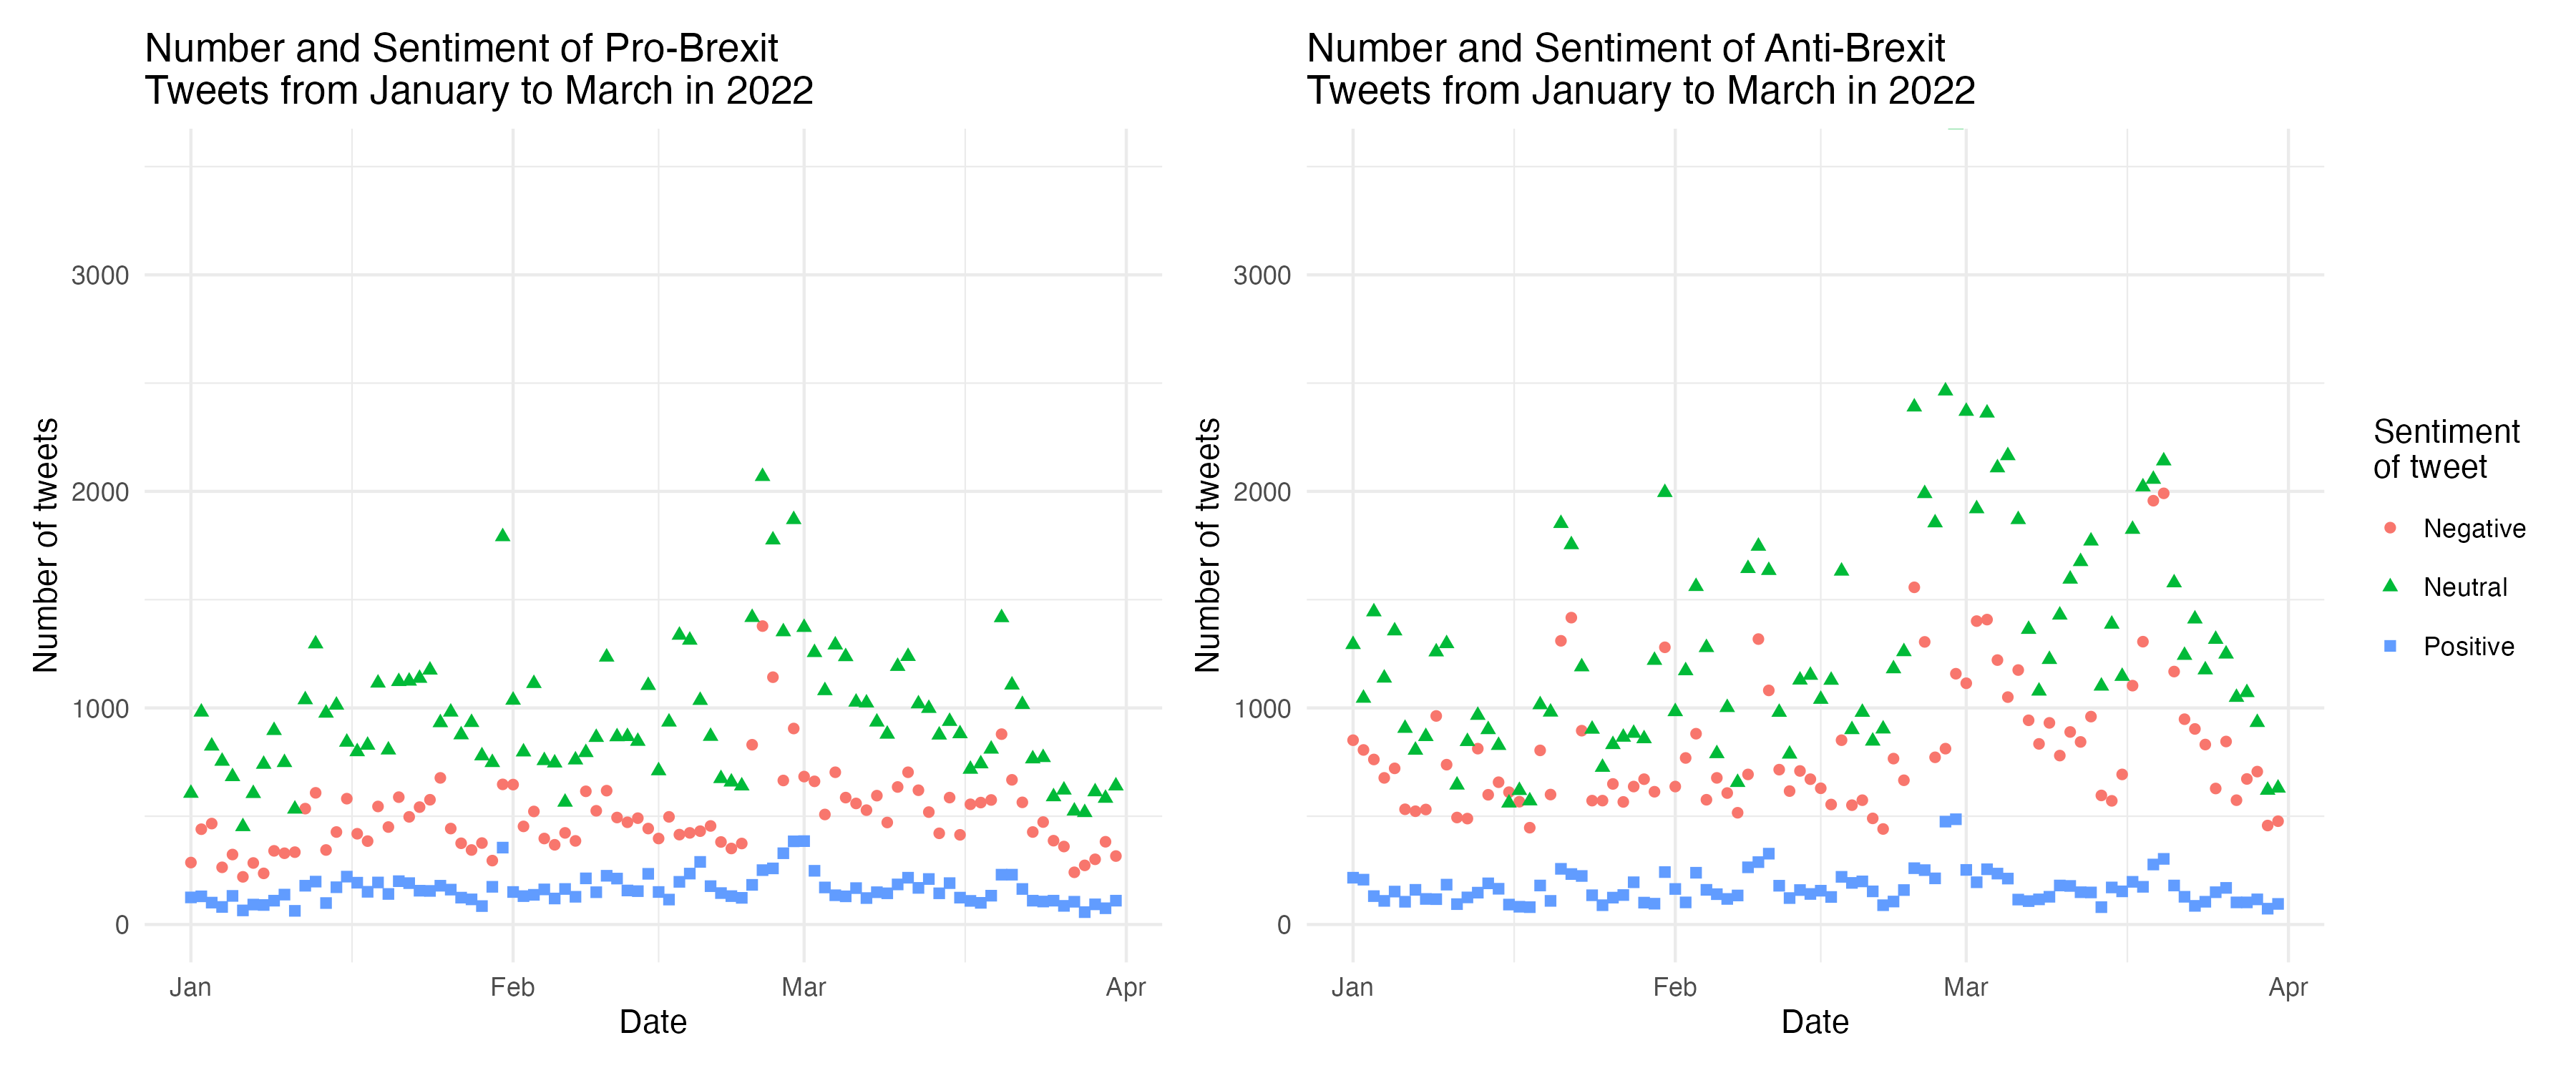 Number and Sentiment of Pro-Brexit
Tweets from January to March in 2022
Number of tweets
3000
2000
1000
0
Jan
Feb
Mar
Apr
Date
Number and Sentiment of Anti-Brexit
Tweets from January to March in 2022
Number of tweets
3000
2000
1000
0
Jan
Feb
Mar
Apr
Date
Sentiment
of tweet
Negative
Neutral
Positive